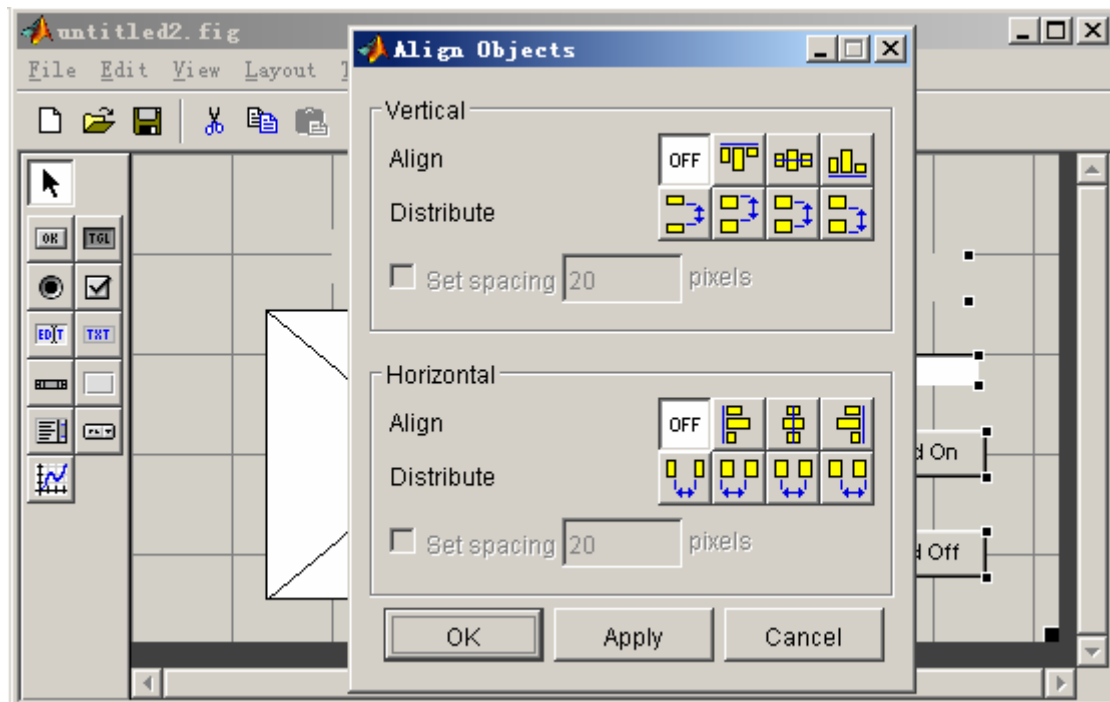 untitled2.fig
File Edit View Layout
OK TGL
EDIT TXT
Align Objects
Vertical
Align OFF
Distribute
Set spacing 20 pixels
Horizontal
Align OFF
Distribute
Set spacing 20 pixels
OK Apply Cancel
d On
d Off